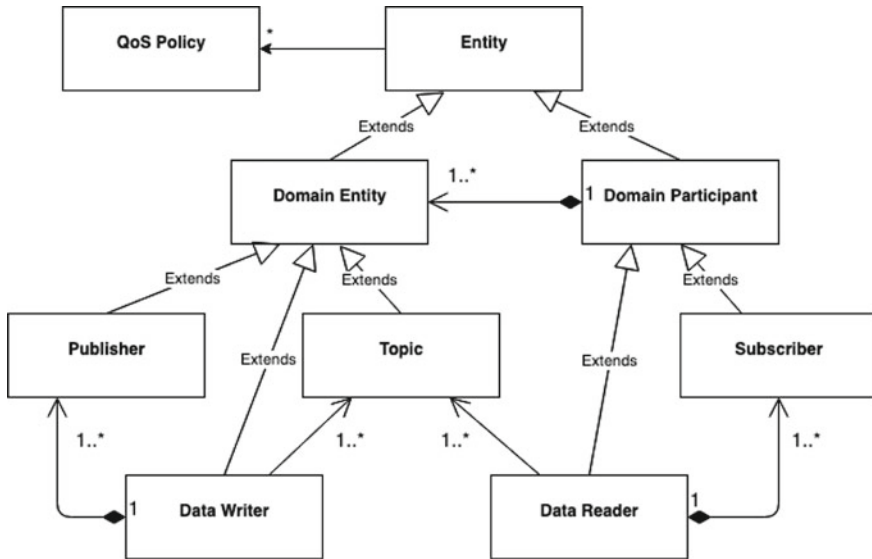 QoS Policy
*
Entity
Extends
Extends
Domain Entity
1..*
1
Domain Participant
Extends
Extends
Extends
Extends
Extends
Extends
Publisher
Topic
Subscriber
1..*
1..*
1..*
1..*
1
Data Writer
Data Reader
1